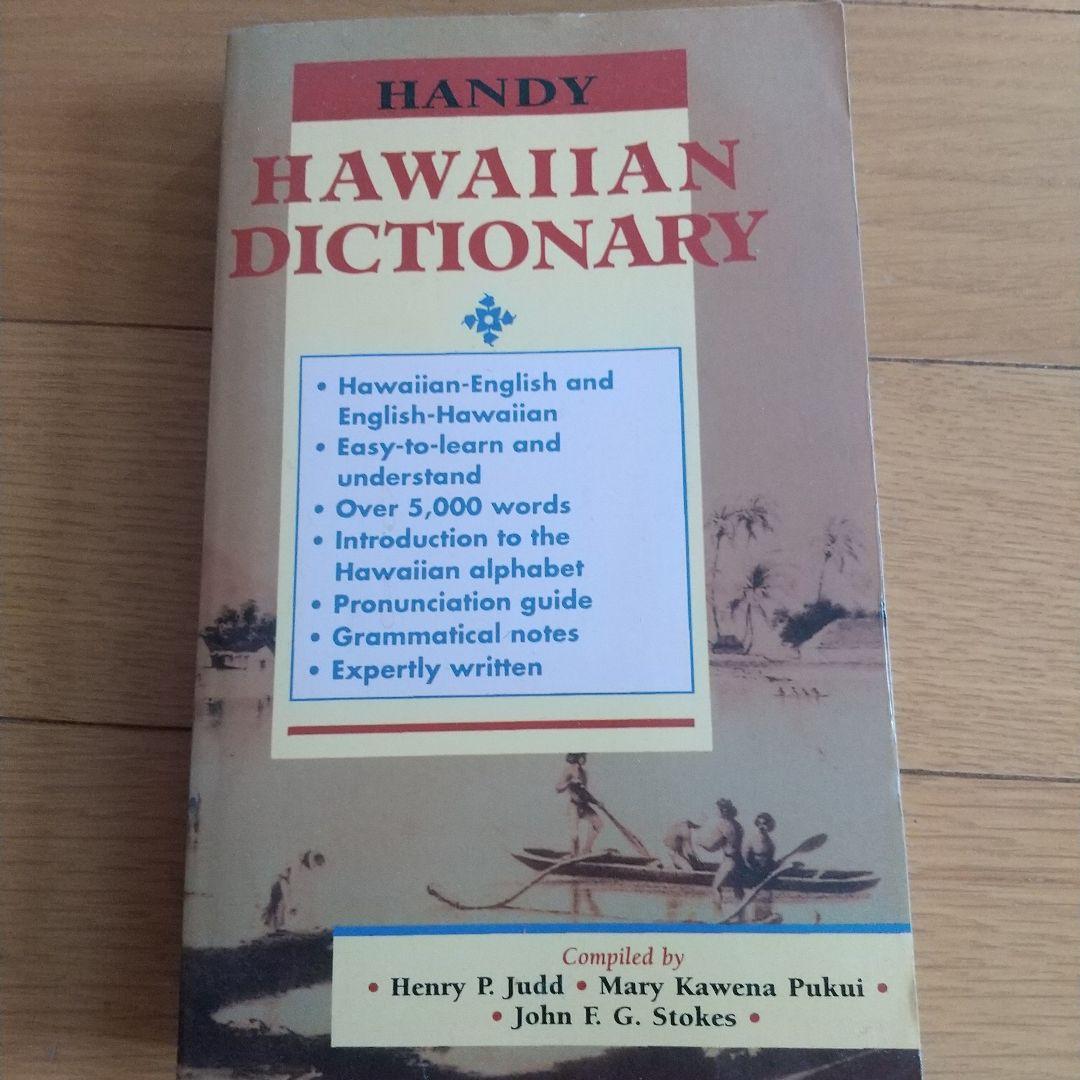 HANDY
HAWAIIAN
DICTIONARY
• Hawaiian-English and
English-Hawaiian
• Easy-to-learn and
understand
• Over 5,000 words
• Introduction to the
Hawaiian alphabet
• Pronunciation guide
• Grammatical notes
• Expertly written
Compiled by
• Henry P. Judd • Mary Kawena Pukui •
• John F. G. Stokes •